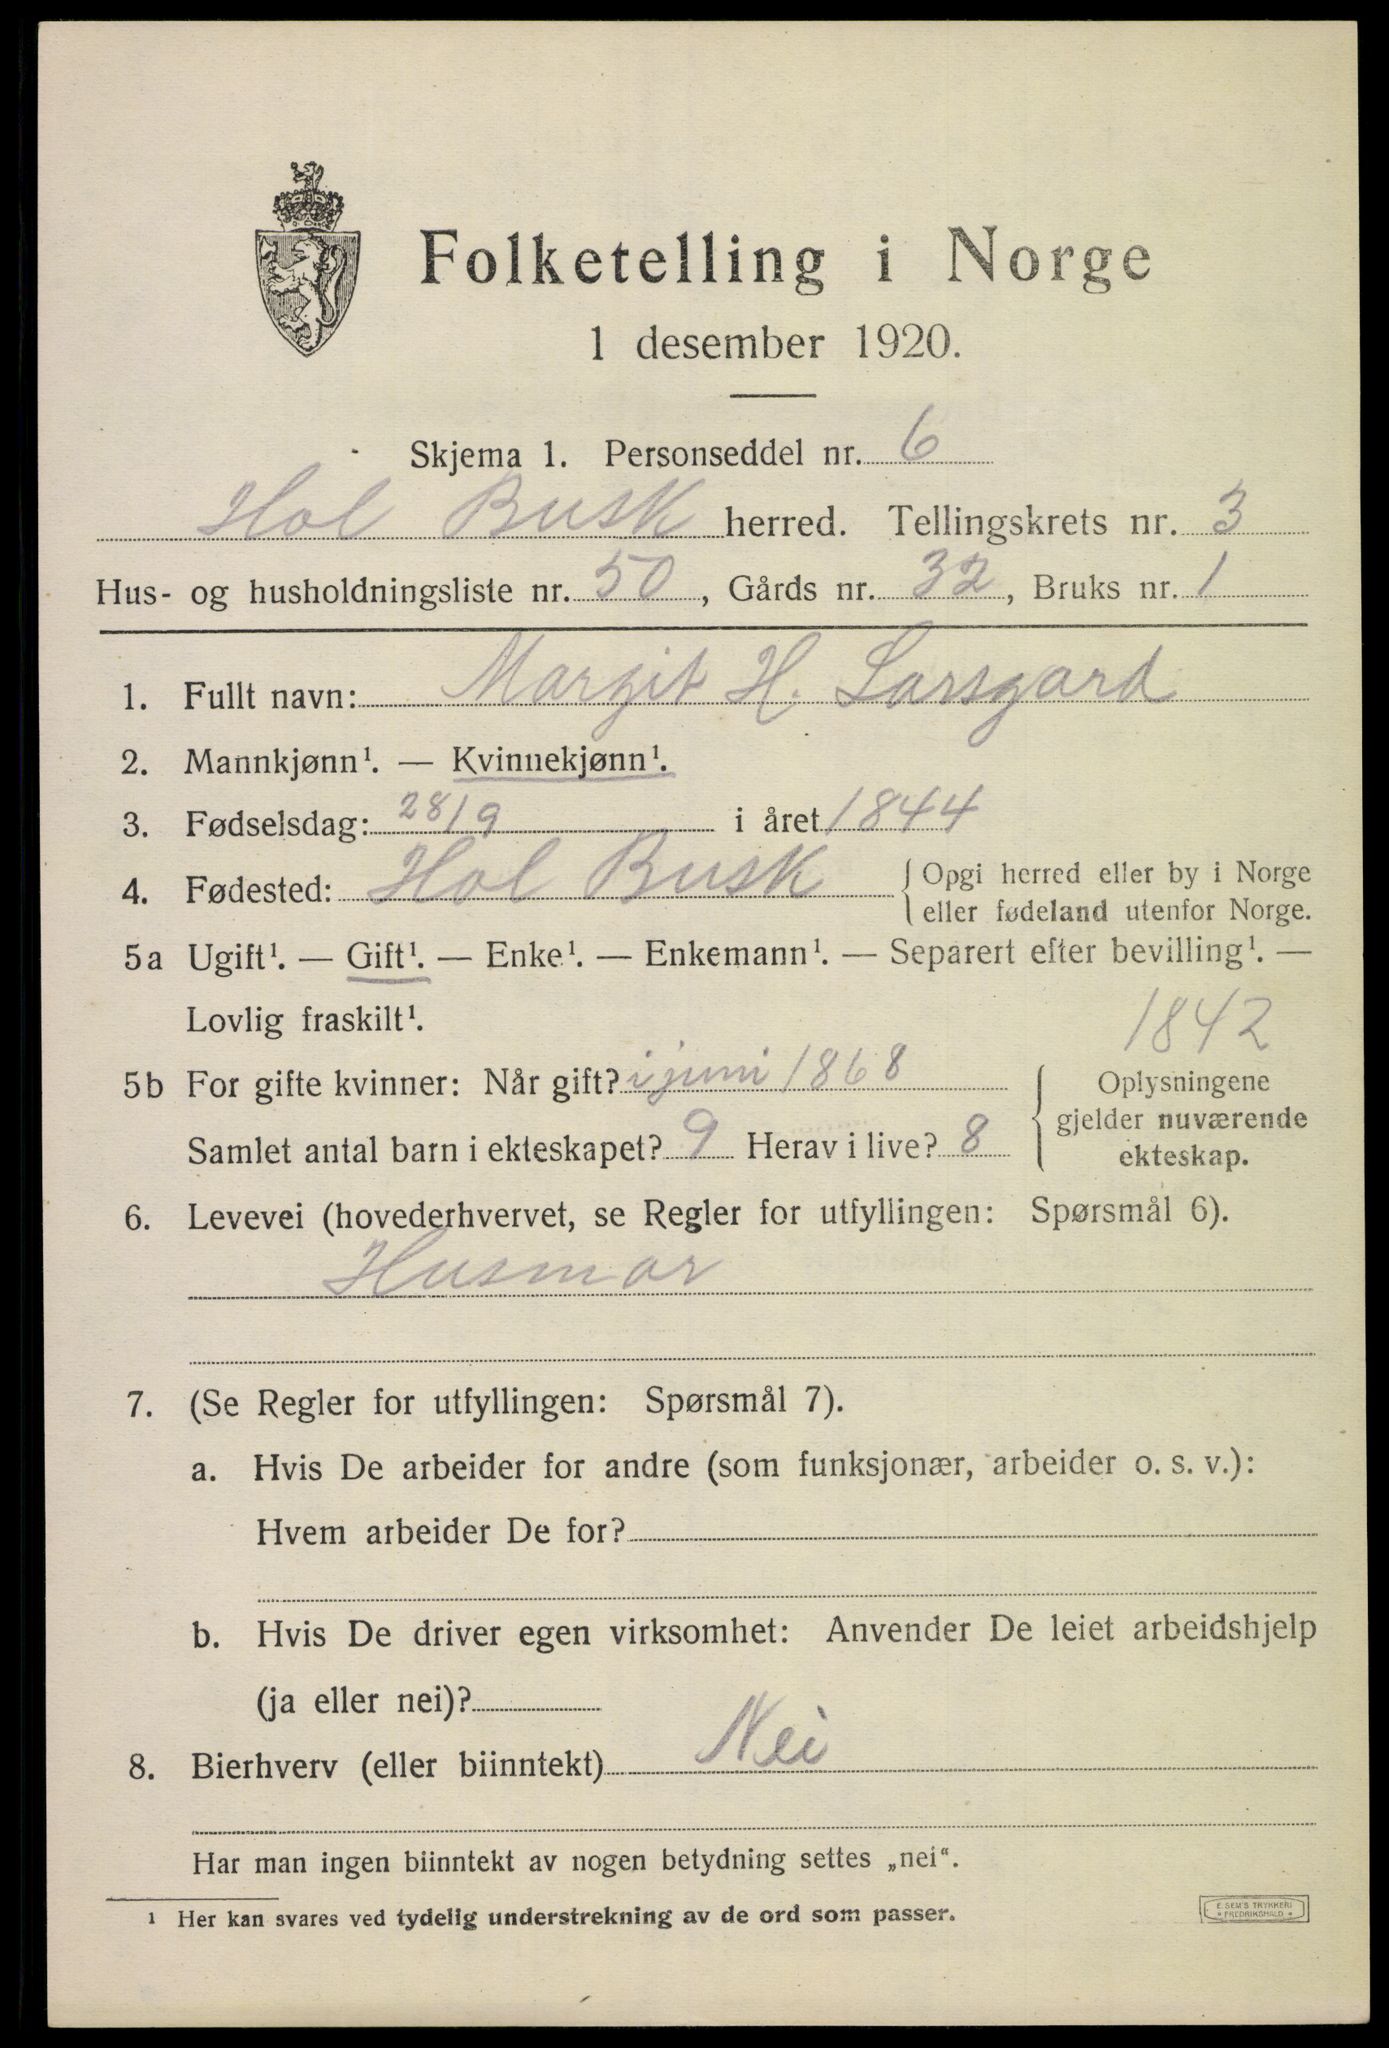 Folketelling i Norge
1 desember 1920.
Skjema 1. Personseddel nr. 6
Hol Busk herred. Tellingskrets nr. 3
Hus- og husholdningsliste nr. 50, Gårds nr. 32, Bruks nr. 1
1. Fullt navn: Margit H. Larsgard
2. Mannkjønn¹. — Kvinnekjønn¹.
3. Fødselsdag: 28/9 i året 1844
4. Fødested: Hol Busk { Opgi herred eller by i Norge
eller fødeland utenfor Norge.
5a Ugift¹. — Gift¹. — Enke¹. — Enkemann¹. — Separert efter bevilling¹. —
Lovlig fraskilt¹.
1842
5b For gifte kvinner: Når gift? i juni 1868
Samlet antal barn i ekteskapet? 9 Herav i live? 8
{ Oplysningene
gjelder nuværende
ekteskap.
6. Levevei (hovederhvervet, se Regler for utfyllingen: Spørsmål 6).
Husmor
7. (Se Regler for utfyllingen: Spørsmål 7).
a. Hvis De arbeider for andre (som funksjonær, arbeider o. s. v.):
Hvem arbeider De for?
b. Hvis De driver egen virksomhet: Anvender De leiet arbeidshjelp
(ja eller nei)?
8. Bierhverv (eller biinntekt) Nei
Har man ingen biinntekt av nogen betydning settes „nei“.
¹ Her kan svares ved tydelig understrekning av de ord som passer.
E. SEM'S TRYKKERI
* FREDRIKSHALD *